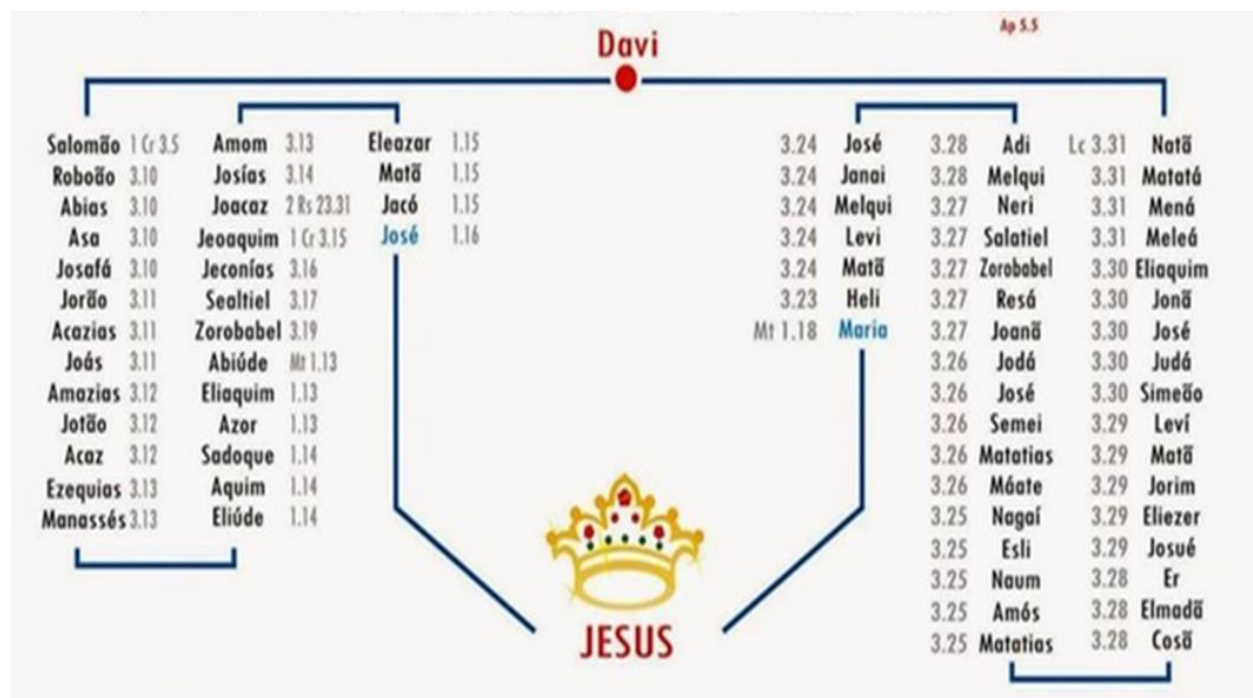 Ap 5.5
Davi
Salomão 1 Cr 3.5
Roboão 3.10
Abias 3.10
Asa 3.10
Josafá 3.10
Jorão 3.11
Acazias 3.11
Joás 3.11
Amazias 3.12
Jotão 3.12
Acaz 3.12
Ezequias 3.13
Manassés 3.13
Amom 3.13
Josías 3.14
Joacaz 2 Rs 23.31
Jeoaquim 1 Cr 3.15
Jeconías 3.16
Sealtiel 3.17
Zorobabel 3.19
Abiúde Mt 1.13
Eliaquim 1.13
Azor 1.13
Sadoque 1.14
Aquim 1.14
Eliúde 1.14
Eleazar 1.15
Matã 1.15
Jacó 1.15
José 1.16
3.24 José
3.24 Janai
3.24 Melqui
3.24 Levi
3.24 Matã
3.23 Heli
Mt 1.18 Maria
3.28 Adi
3.28 Melqui
3.27 Neri
3.27 Salatiel
3.27 Zorobabel
3.27 Resá
3.27 Joanã
3.26 Jodá
3.26 José
3.26 Semei
3.26 Matatias
3.26 Máate
3.25 Nagaí
3.25 Esli
3.25 Naum
3.25 Amós
3.25 Matatias
Lc 3.31 Natã
3.31 Matatá
3.31 Mená
3.31 Meleá
3.30 Eliaquim
3.30 Jonã
3.30 José
3.30 Judá
3.30 Simeão
3.29 Leví
3.29 Matã
3.29 Jorim
3.29 Eliezer
3.29 Josué
3.28 Er
3.28 Elmadã
3.28 Cosã
JESUS